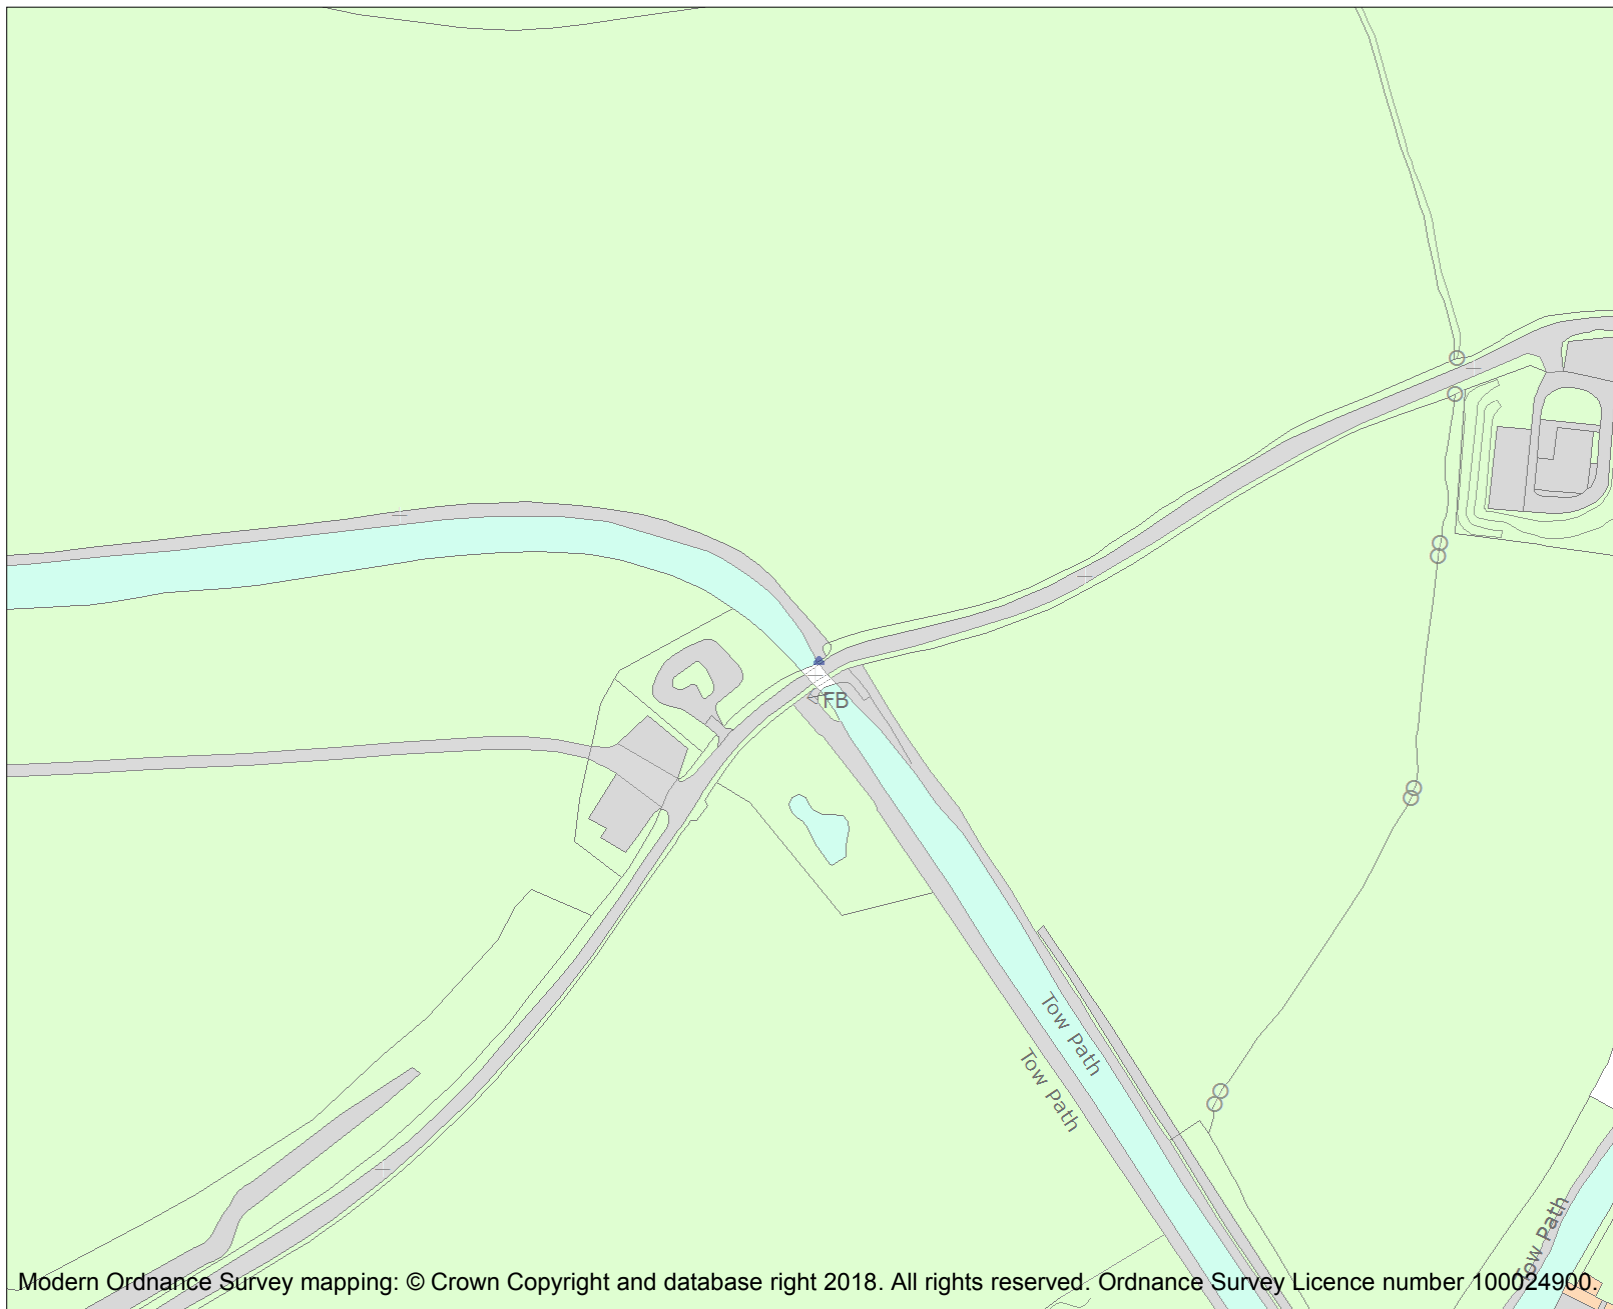 FB
Tow Path
Tow Path
Tow Path
Modern Ordnance Survey mapping: © Crown Copyright and database right 2018. All rights reserved. Ordnance Survey Licence number 100024900.